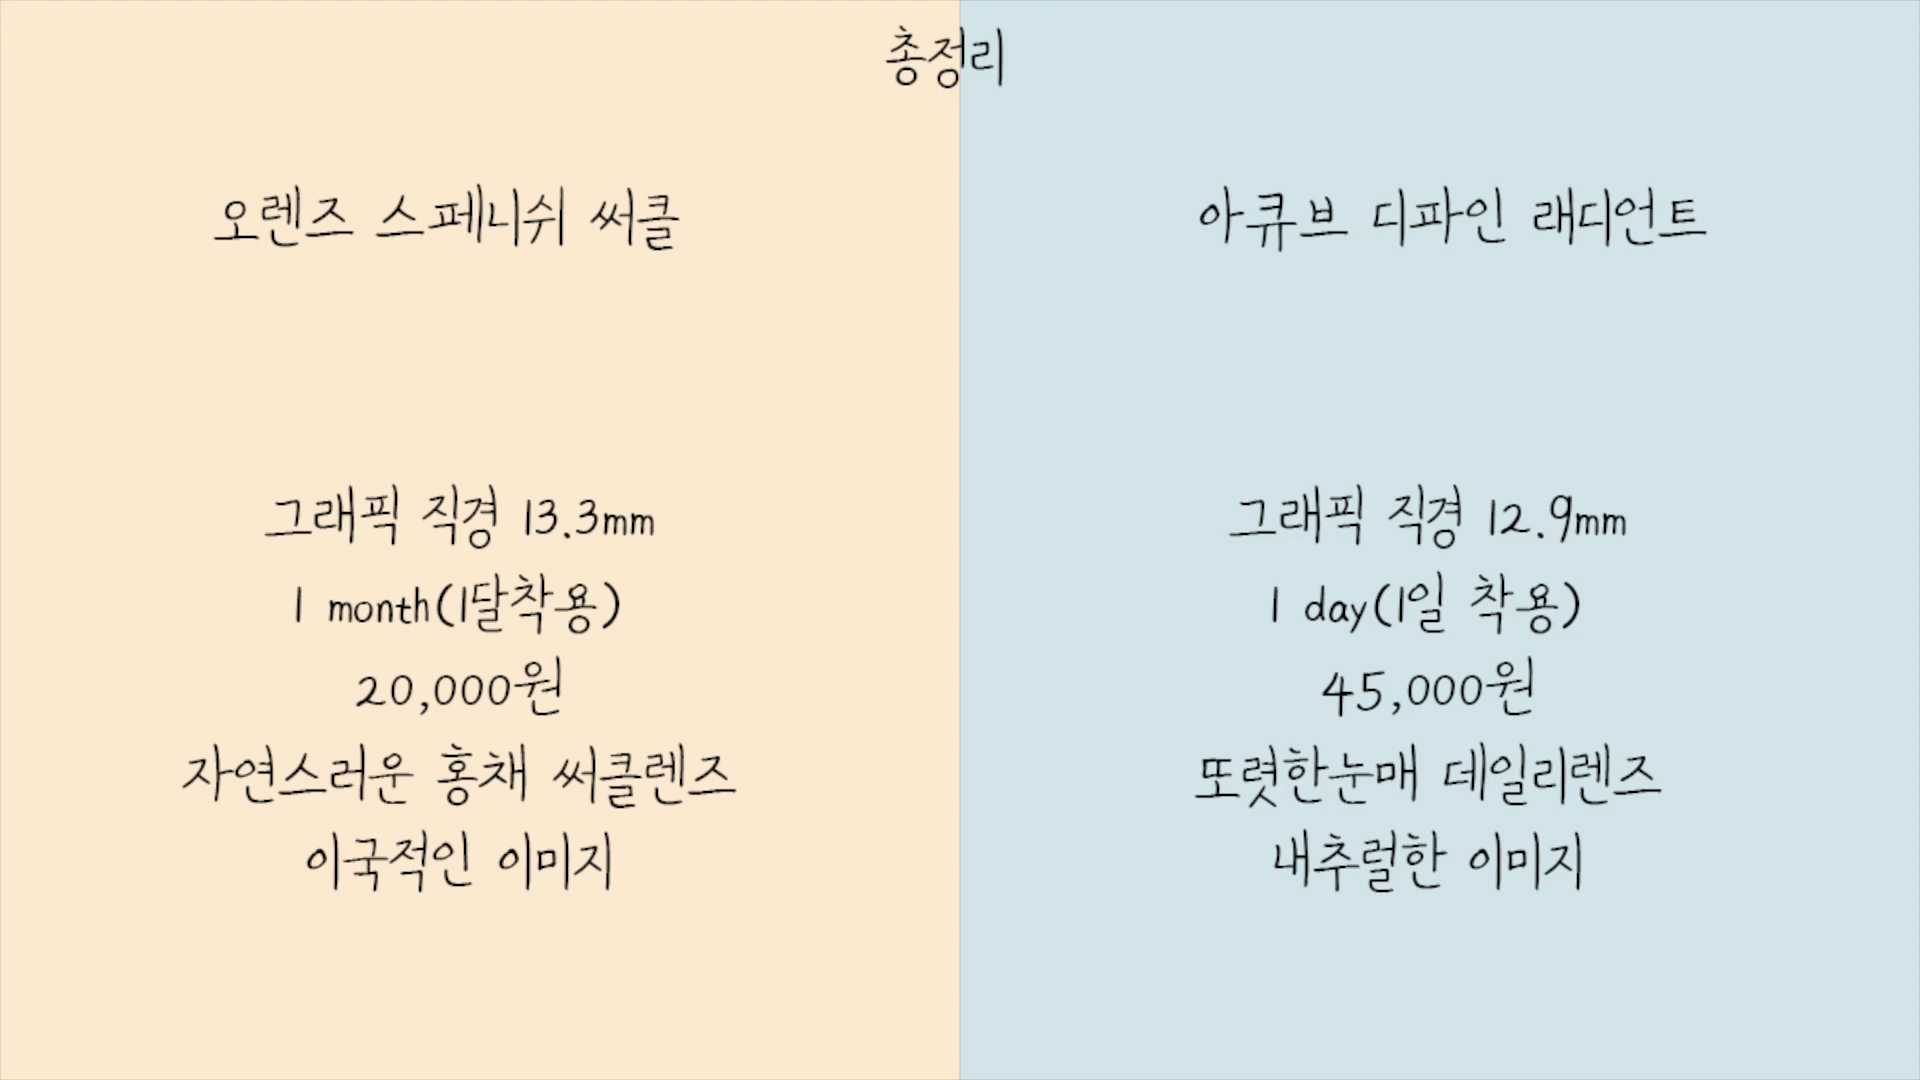 총정리
오렌즈 스페니쉬 써클
그래픽 직경 13.3mm
1 month(1달착용)
20,000원
자연스러운 홍채 써클렌즈
이국적인 이미지
아큐브 디파인 래디언트
그래픽 직경 12.9mm
1 day(1일 착용)
45,000원
또렷한눈매 데일리렌즈
내추럴한 이미지